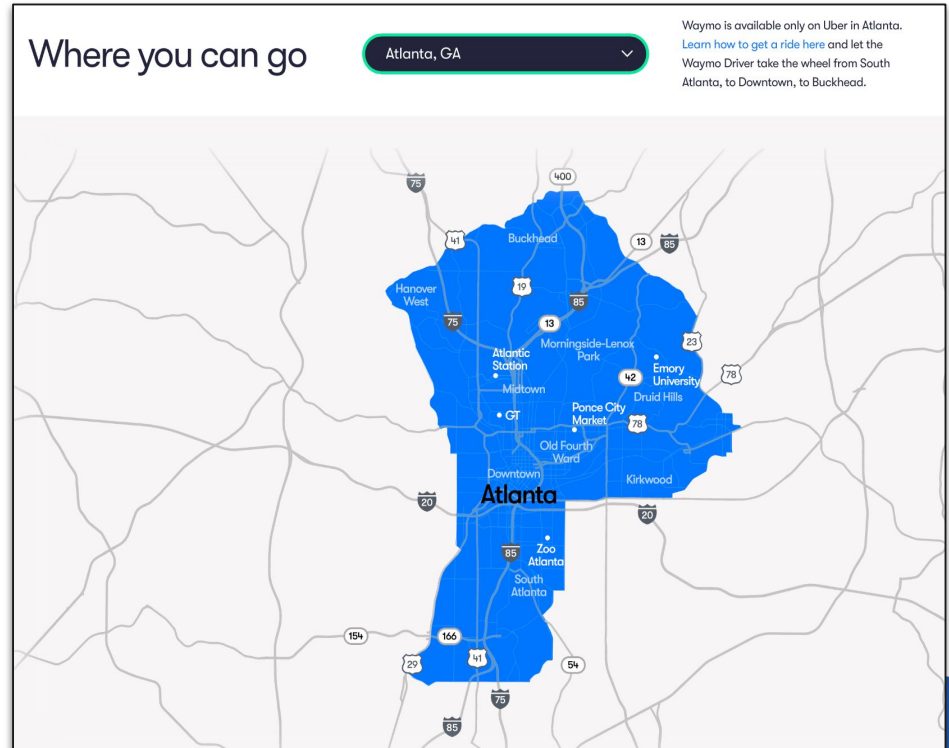 Where you can go
Atlanta, GA
Waymo is available only on Uber in Atlanta.
Learn how to get a ride here and let the
Waymo Driver take the wheel from South
Atlanta, to Downtown, to Buckhead.
75
400
41
Buckhead
13
85
Hanover
West
19
85
75
13
Morningside-Lenox
Park
23
Atlantic
Station
Emory
University
78
42
Midtown
Druid Hills
GT
Ponce City
Market
78
Old Fourth
Ward
Downtown
Kirkwood
Atlanta
20
20
85
Zoo
Atlanta
South
Atlanta
154
166
29
41
54
75
85